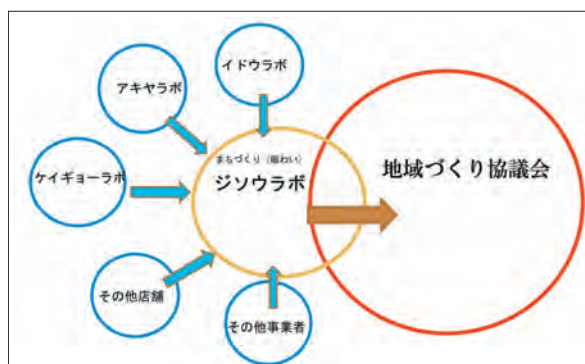 イドウラボ
アキヤラボ
ケイギョーラボ
まちづくり（賑わい）
ジソウラボ
地域づくり協議会
その他店舗
その他事業者